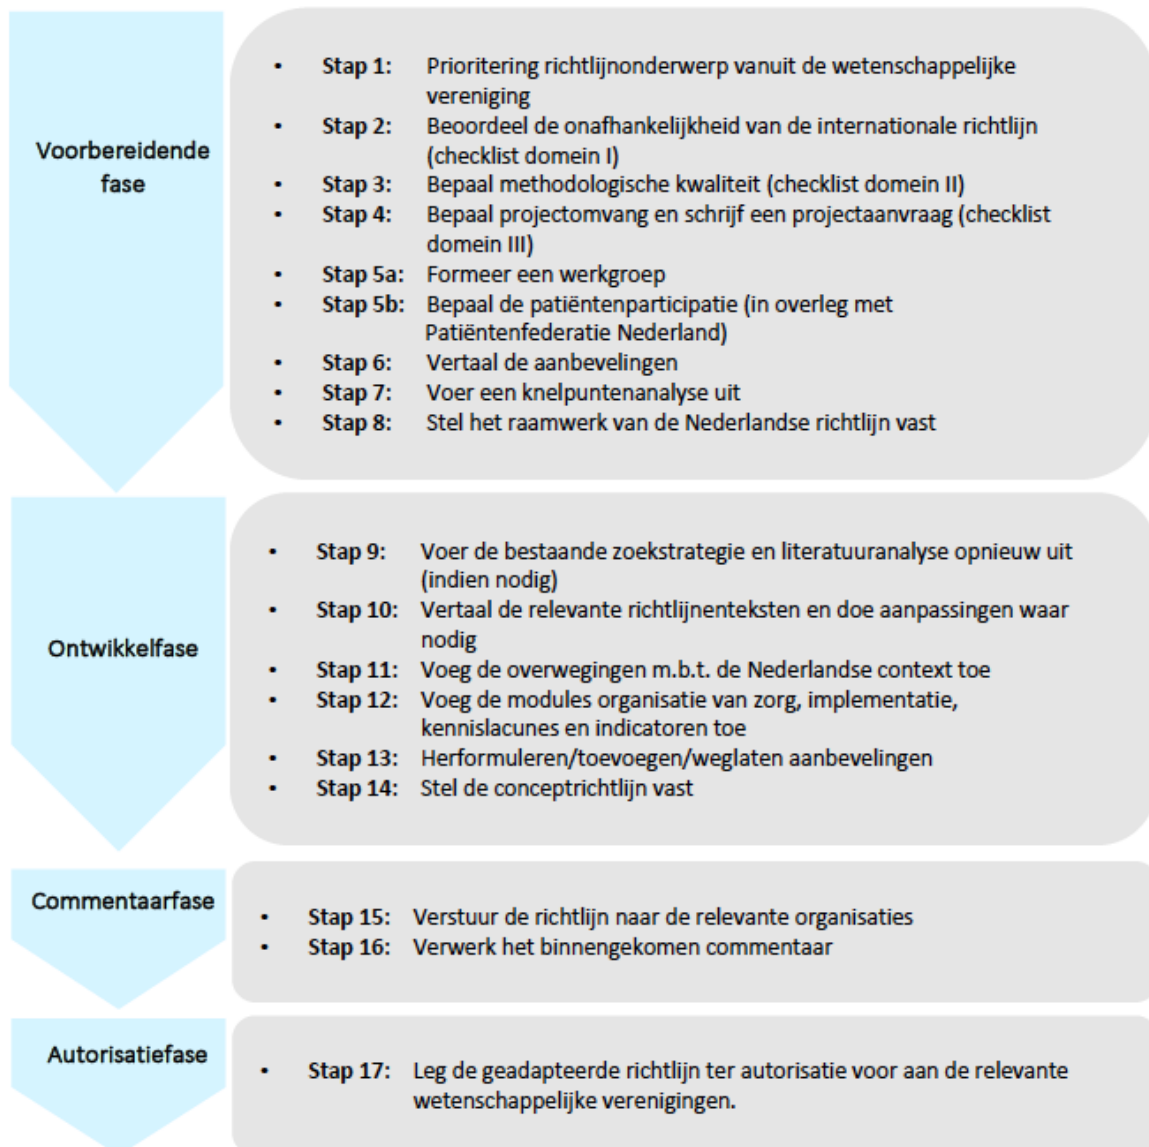 Voorbereidende
fase
• Stap 1: Prioritering richtlijnonderwerp vanuit de wetenschappelijke
vereniging
• Stap 2: Beoordeel de onafhankelijkheid van de internationale richtlijn
(checklist domein I)
• Stap 3: Bepaal methodologische kwaliteit (checklist domein II)
• Stap 4: Bepaal projectomvang en schrijf een projectaanvraag (checklist
domein III)
• Stap 5a: Formeer een werkgroep
• Stap 5b: Bepaal de patiëntenparticipatie (in overleg met
Patiëntenfederatie Nederland)
• Stap 6: Vertaal de aanbevelingen
• Stap 7: Voer een knelpuntenanalyse uit
• Stap 8: Stel het raamwerk van de Nederlandse richtlijn vast
Ontwikkelfase
• Stap 9: Voer de bestaande zoekstrategie en literatuuranalyse opnieuw uit
(indien nodig)
• Stap 10: Vertaal de relevante richtlijnenteksten en doe aanpassingen waar
nodig
• Stap 11: Voeg de overwegingen m.b.t. de Nederlandse context toe
• Stap 12: Voeg de modules organisatie van zorg, implementatie,
kennislacunes en indicatoren toe
• Stap 13: Herformuleren/toevoegen/weglaten aanbevelingen
• Stap 14: Stel de conceptrichtlijn vast
Commentaarfase
• Stap 15: Verstuur de richtlijn naar de relevante organisaties
• Stap 16: Verwerk het binnengekomen commentaar
Autorisatiefase
• Stap 17: Leg de geadapteerde richtlijn ter autorisatie voor aan de relevante
wetenschappelijke verenigingen.